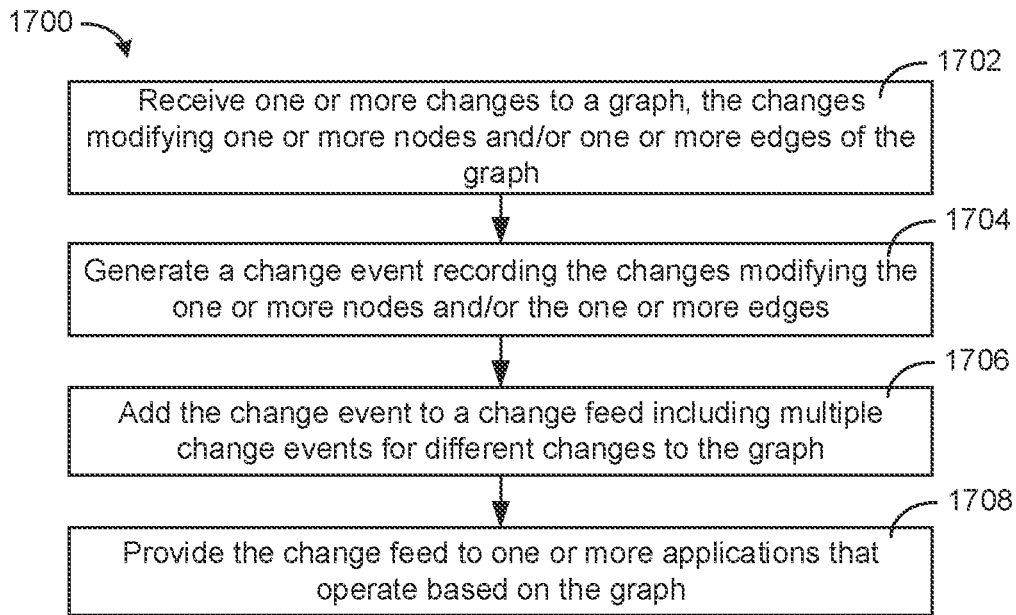 1700
1702
Receive one or more changes to a graph, the changes
modifying one or more nodes and/or one or more edges of the
graph
1704
Generate a change event recording the changes modifying the
one or more nodes and/or the one or more edges
1706
Add the change event to a change feed including multiple
change events for different changes to the graph
1708
Provide the change feed to one or more applications that
operate based on the graph